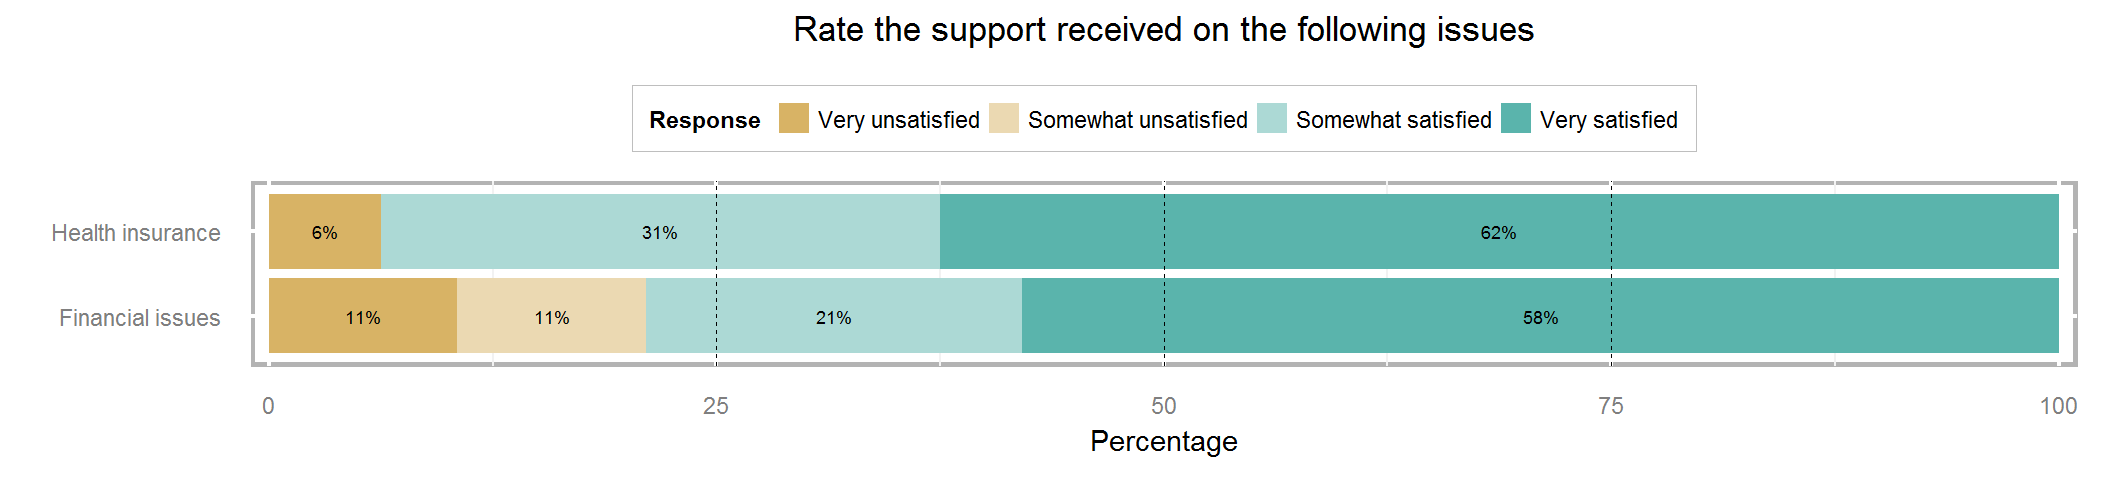 Rate the support received on the following issues
Response Very unsatisfied Somewhat unsatisfied Somewhat satisfied Very satisfied
Health insurance 6% 31% 62%
Financial issues 11% 11% 21% 58%
0 25 50 75 100
Percentage